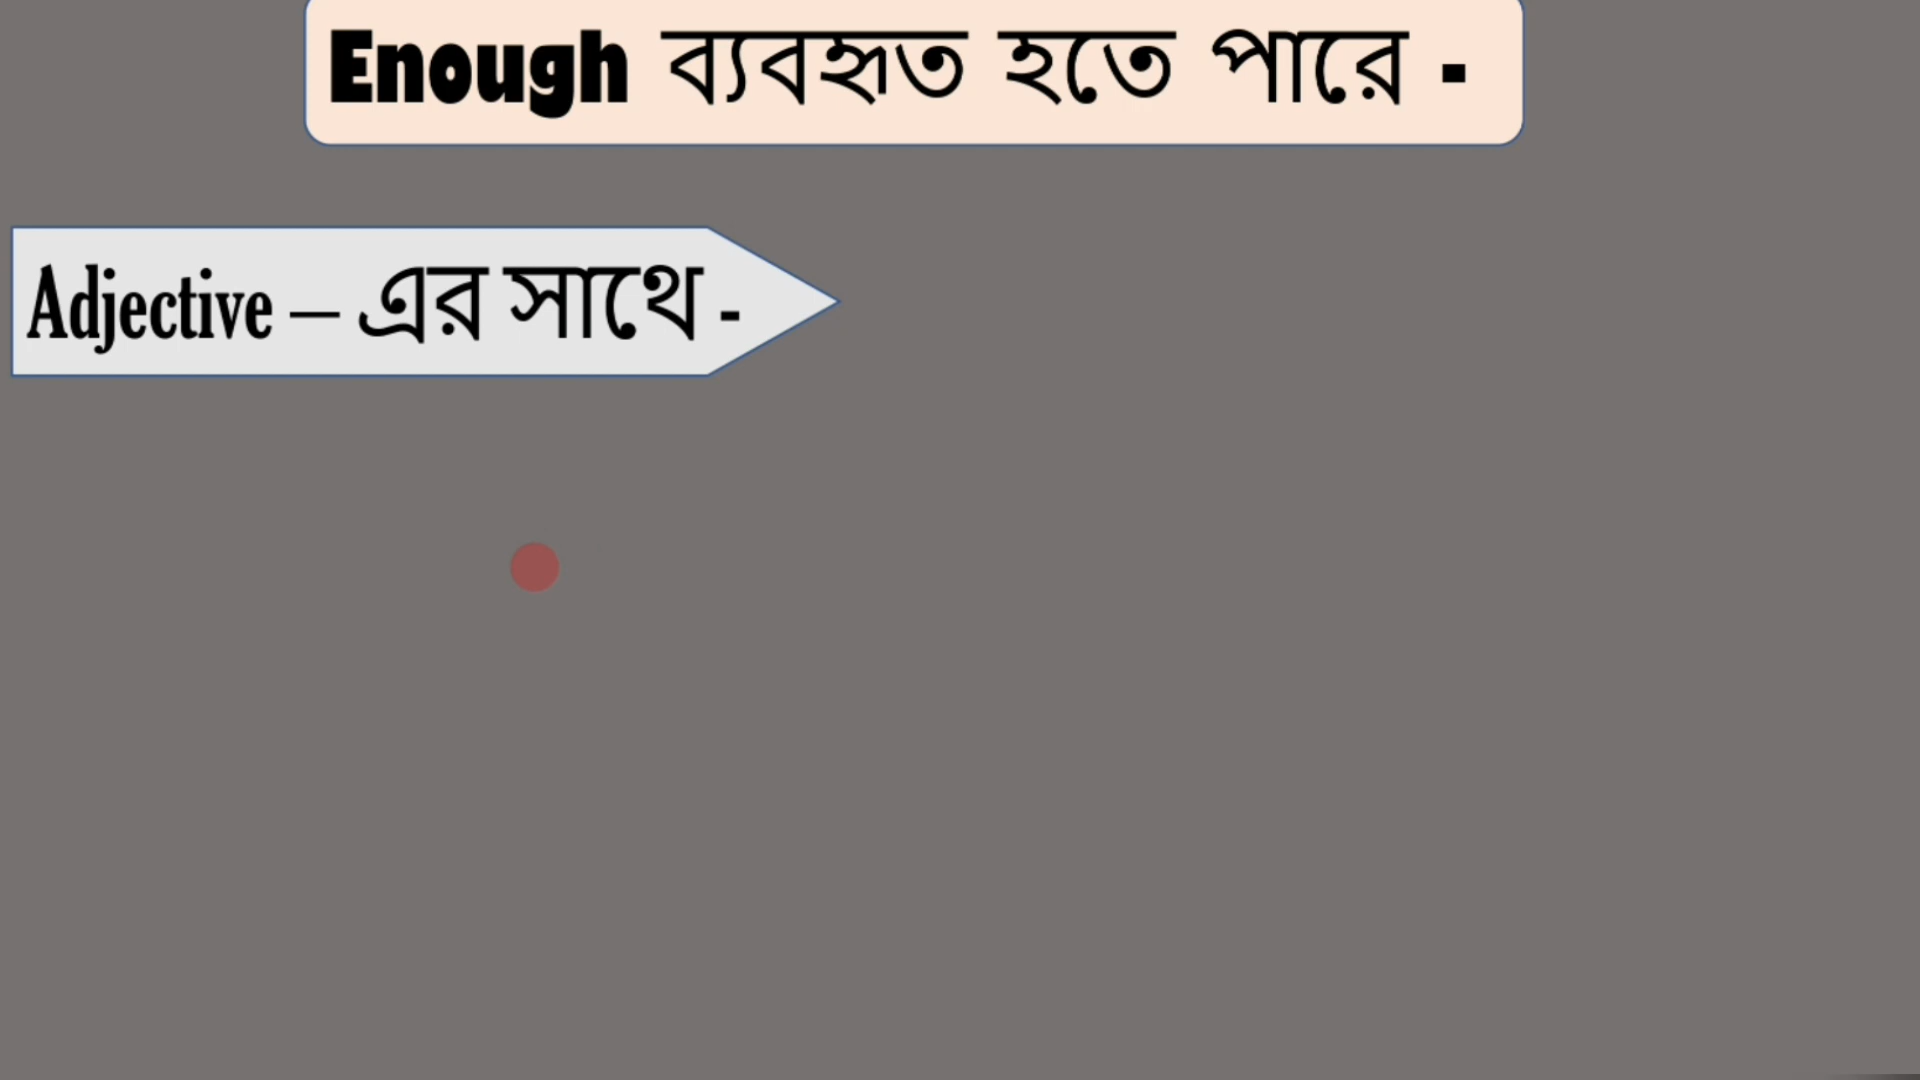 Enough ব্যবহৃত হতে পারে -
Adjective – এর সাথে -